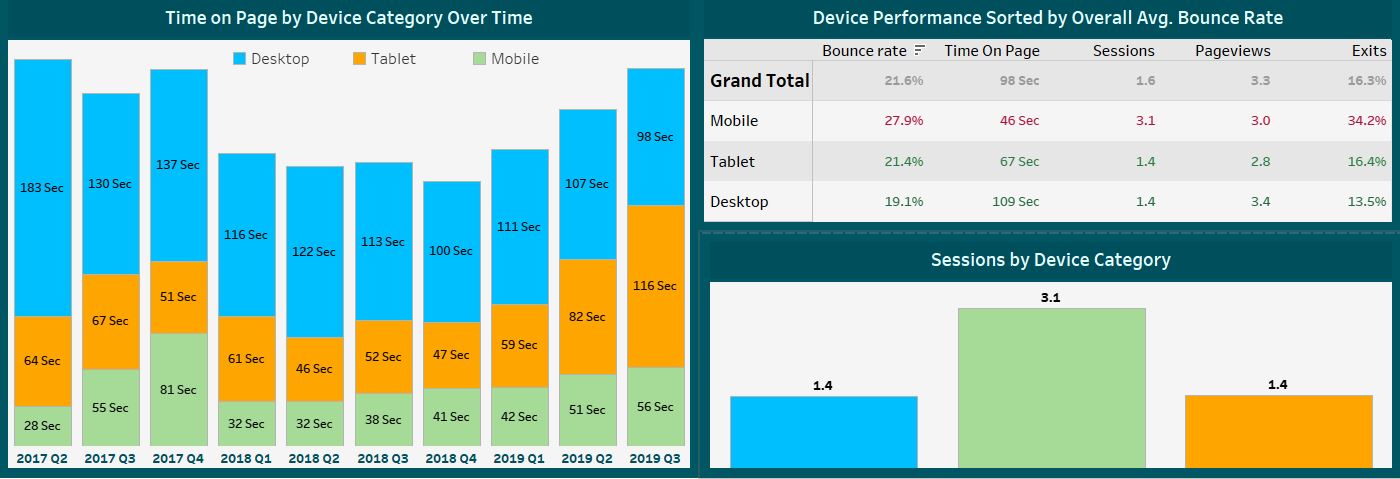 Time on Page by Device Category Over Time
Desktop Tablet Mobile
183 Sec 130 Sec 137 Sec 116 Sec 122 Sec 113 Sec 100 Sec 111 Sec 107 Sec 98 Sec
64 Sec 67 Sec 51 Sec 61 Sec 46 Sec 52 Sec 47 Sec 59 Sec 82 Sec 116 Sec
28 Sec 55 Sec 81 Sec 32 Sec 32 Sec 38 Sec 41 Sec 42 Sec 51 Sec 56 Sec
2017 Q2 2017 Q3 2017 Q4 2018 Q1 2018 Q2 2018 Q3 2018 Q4 2019 Q1 2019 Q2 2019 Q3
Device Performance Sorted by Overall Avg. Bounce Rate
Bounce rate Time On Page Sessions Pageviews Exits
Grand Total 21.6% 98 Sec 1.6 3.3 16.3%
Mobile 27.9% 46 Sec 3.1 3.0 34.2%
Tablet 21.4% 67 Sec 1.4 2.8 16.4%
Desktop 19.1% 109 Sec 1.4 3.4 13.5%
Sessions by Device Category
1.4 3.1 1.4